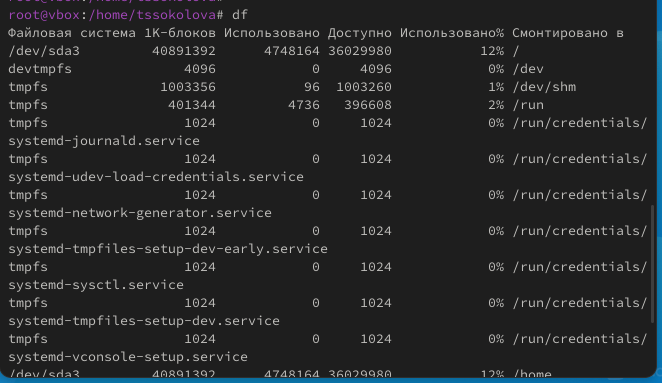 root@vbox:/home/tssokolova#
root@vbox:/home/tssokolova# df
Файловая система 1K-блоков Использовано Доступно Использовано% Смонтировано в
/dev/sda3 40891392 4748164 36029980 12% /
devtmpfs 4096 0 4096 0% /dev
tmpfs 1003356 96 1003260 1% /dev/shm
tmpfs 401344 4736 396608 2% /run
tmpfs 1024 0 1024 0% /run/credentials/
systemd-journald.service
tmpfs 1024 0 1024 0% /run/credentials/
systemd-udev-load-credentials.service
tmpfs 1024 0 1024 0% /run/credentials/
systemd-network-generator.service
tmpfs 1024 0 1024 0% /run/credentials/
systemd-tmpfiles-setup-dev-early.service
tmpfs 1024 0 1024 0% /run/credentials/
systemd-sysctl.service
tmpfs 1024 0 1024 0% /run/credentials/
systemd-tmpfiles-setup-dev.service
tmpfs 1024 0 1024 0% /run/credentials/
systemd-vconsole-setup.service
/dev/sda3 40891392 4748164 36029980 12% /home